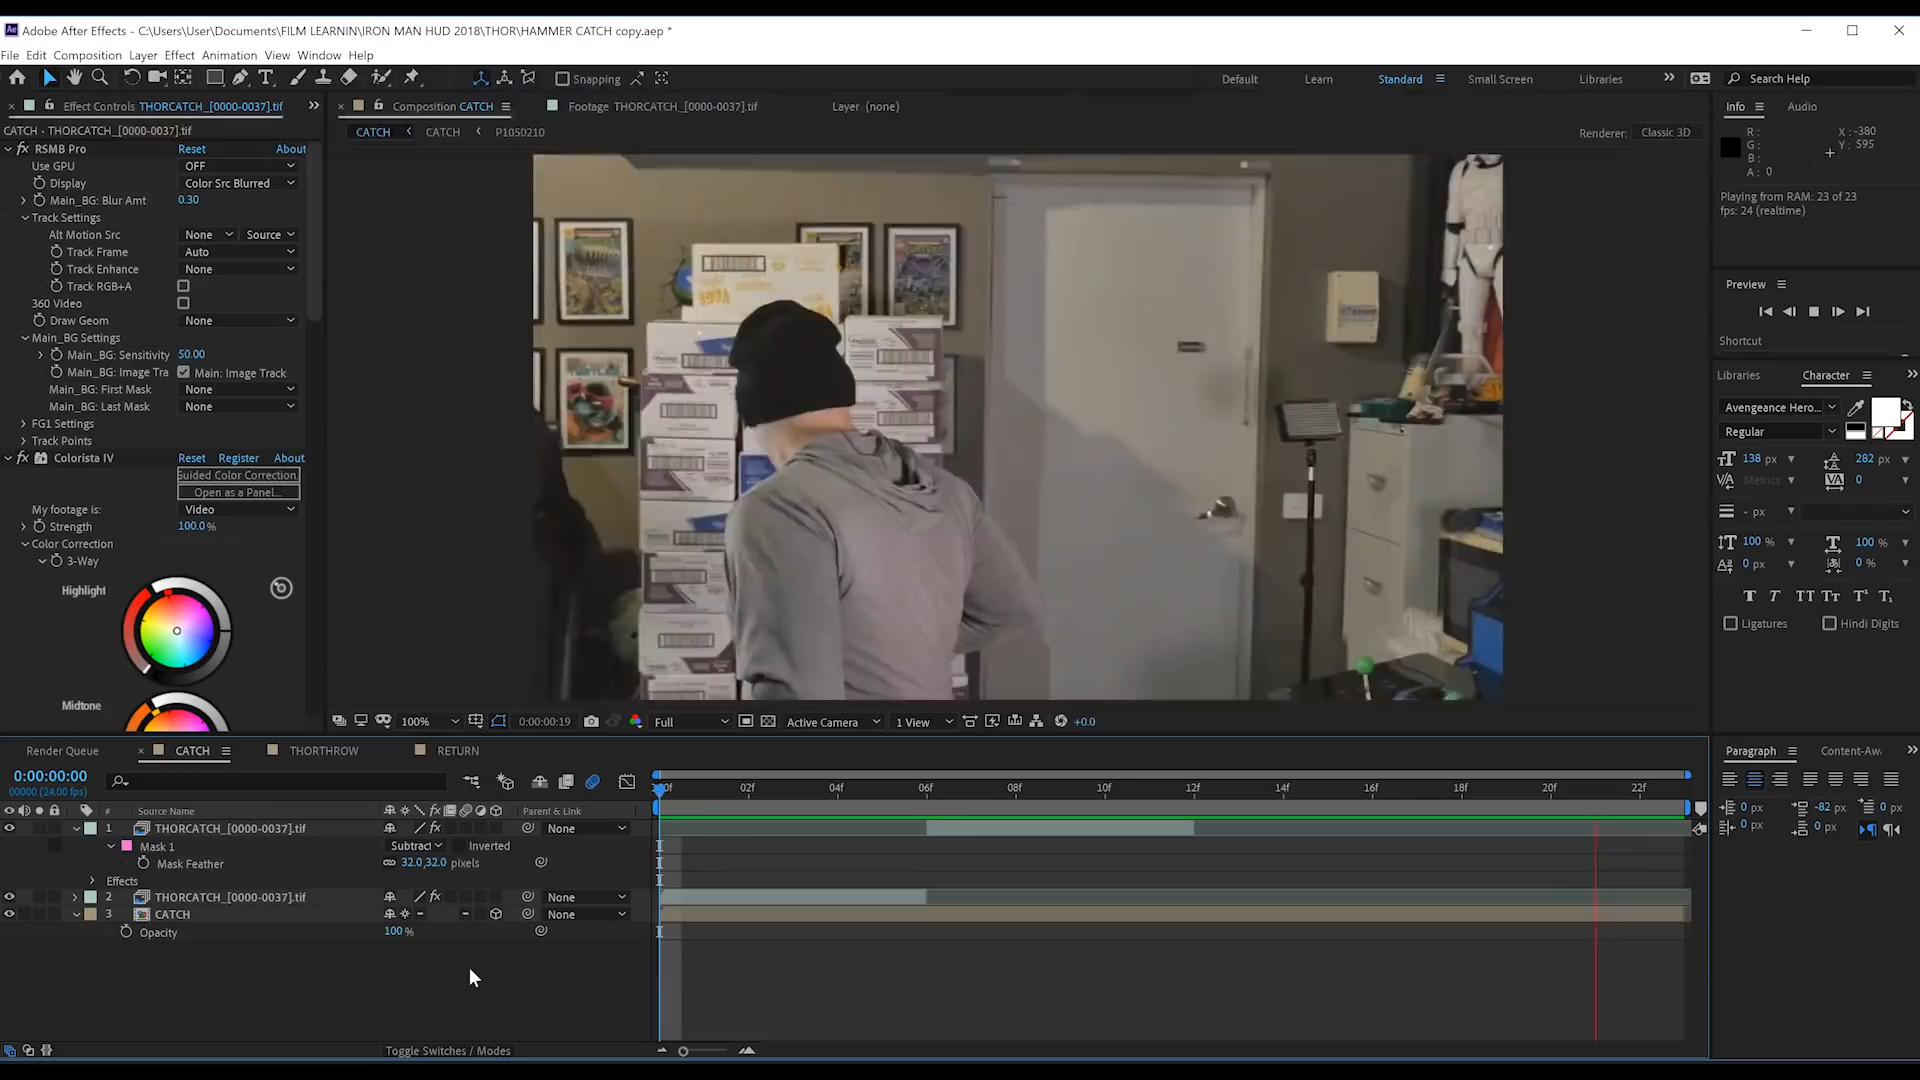 Adobe After Effects - C:\Users\User\Documents\FILM LEARNIN\IRON MAN HUD 2018\THOR\HAMMER CATCH copy.aep *
File Edit Composition Layer Effect Animation View Window Help
Snapping
Default Learn Standard Small Screen Libraries Search Help
Effect Controls THORCATCH_[0000-0037].tif
Composition CATCH Footage THORCATCH_[0000-0037].tif Layer (none)
Info Audio
CATCH · THORCATCH_[0000-0037].tif
CATCH CATCH P1050210
Renderer: Classic 3D
R: X: -380
G: Y: 595
B:
A: 0
Playing from RAM: 23 of 23
fps: 24 (realtime)
fx RSMB Pro Reset About
Use GPU OFF
Display Color Src Blurred
Main_BG: Blur Amt 0.30
Track Settings
Alt Motion Src None Source
Track Frame Auto
Track Enhance None
Track RGB+A
360 Video
Draw Geom None
Main_BG Settings
Main_BG: Sensitivity 50.00
Main_BG: Image Tra Main: Image Track
Main_BG: First Mask None
Main_BG: Last Mask None
FG1 Settings
Track Points
fx Colorista IV Reset Register About
Guided Color Correction.
Open as a Panel...
My footage is: Video
Strength 100.0%
Color Correction
3-Way
Highlight
Midtone
Preview
Shortcut
Libraries Character
Avengeance Hero...
Regular
138 px 282 px
Metrics 0
- px
100 % 100 %
0 px 0 %
Ligatures Hindi Digits
100% 0:00:00:19 Full Active Camera 1 View +0.0
Render Queue CATCH THORTHROW RETURN
Paragraph Content-Awa
0:00:00:00
00000 (24.00 fps)
:00f 02f 04f 06f 08f 10f 12f 14f 16f 18f 20f 22f
# Source Name Parent & Link
1 THORCATCH_[0000-0037].tif None
Mask 1 Subtract Inverted
Mask Feather 32.0,32.0 pixels
Effects
2 THORCATCH_[0000-0037].tif None
3 CATCH None
Opacity 100 %
0 px -82 px 0 px
0 px 0 px
Toggle Switches / Modes